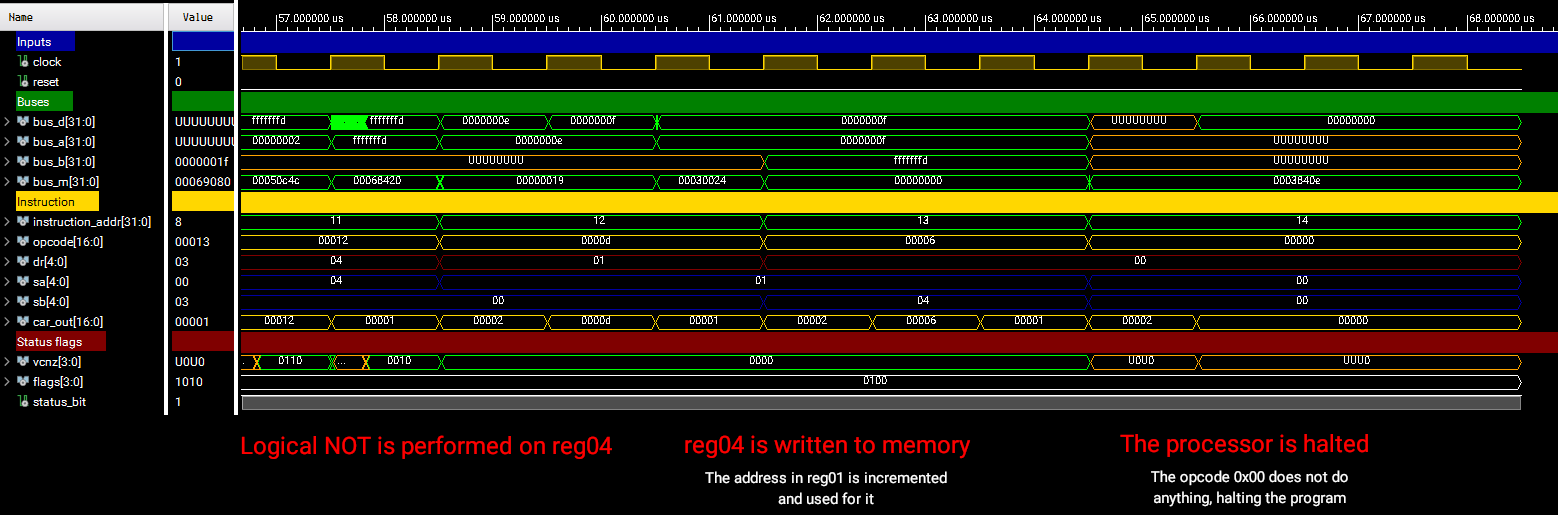 Name Value 57.000000 us 58.000000 us 59.000000 us 60.000000 us 61.000000 us 62.000000 us 63.000000 us 64.000000 us 65.000000 us 66.000000 us 67.000000 us 68.000000 us
Inputs
clock 1
reset 0
Buses
bus_d[31:0] UUUUUUUU fffffffd ... fffffffd 0000000e 0000000f 0000000f UUUUUUUU 00000000
bus_a[31:0] UUUUUUUU 00000002 fffffffd 0000000e 0000000f UUUUUUUU
bus_b[31:0] 0000001f UUUUUUUU fffffffd UUUUUUUU
bus_m[31:0] 00069080 00050c4c 00068420 00000019 00030024 00000000 0003840e
Instruction
instruction_addr[31:0] 8 11 12 13 14
opcode[16:0] 00013 00012 0000d 00006 00000
dr[4:0] 03 04 01 00
sa[4:0] 00 04 01 00
sb[4:0] 03 00 04 00
car_out[16:0] 00001 00012 00001 00002 0000d 00001 00002 00006 00001 00002 00000
Status flags
vcnz[3:0] U0U0 . 0110 ... 0010 0000 U0U0
flags[3:0] 1010 0100
status_bit 1
Logical NOT is performed on reg04 reg04 is written to memory The processor is halted
The address in reg01 is incremented The opcode 0x00 does not do
and used for it anything, halting the program